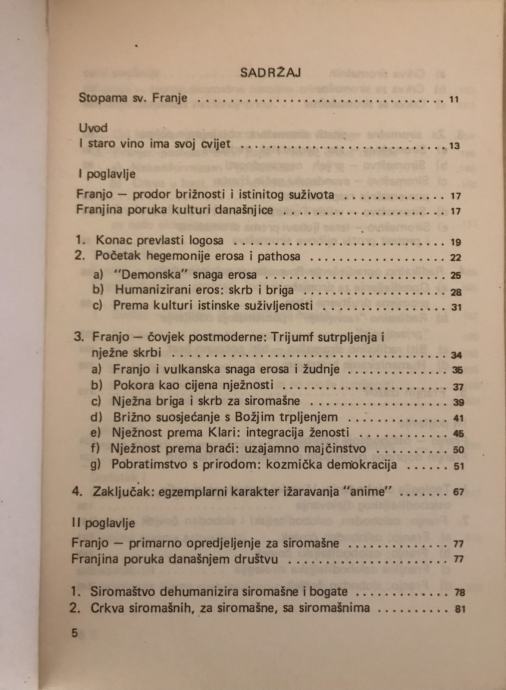 SADRŽAJ
Stopama sv. Franje . . . . . . . . . . . . . . . . . . . . . . . . . . . . . . . . . 11
Uvod
I staro vino ima svoj cvijet . . . . . . . . . . . . . . . . . . . . . . . . . . . 13
I poglavlje
Franjo — prodor brižnosti i istinitog suživota . . . . . . . . . . . . . 17
Franjina poruka kulturi današnjice . . . . . . . . . . . . . . . . . . . . . 17
1. Konac prevlasti logosa . . . . . . . . . . . . . . . . . . . . . . . . . . . . 19
2. Početak hegemonije erosa i pathosa . . . . . . . . . . . . . . . . . . 22
a) "Demonska" snaga erosa . . . . . . . . . . . . . . . . . . . . . . . . 25
b) Humanizirani eros: skrb i briga . . . . . . . . . . . . . . . . . . . 28
c) Prema kulturi istinske suživljenosti . . . . . . . . . . . . . . . . . 31
3. Franjo — čovjek postmoderne: Trijumf sutrpljenja i
nježne skrbi . . . . . . . . . . . . . . . . . . . . . . . . . . . . . . . . . . . 34
a) Franjo i vulkanska snaga erosa i žudnje . . . . . . . . . . . . . . 35
b) Pokora kao cijena nježnosti . . . . . . . . . . . . . . . . . . . . . . 37
c) Nježna briga i skrb za siromašne . . . . . . . . . . . . . . . . . . . 39
d) Brižno suosjećanje s Božjim trpljenjem . . . . . . . . . . . . . . 41
e) Nježnost prema Klari: integracija ženosti . . . . . . . . . . . . 45
f) Nježnost prema braći: uzajamno majčinstvo . . . . . . . . . . 50
g) Pobratimstvo s prirodom: kozmička demokracija . . . . . . . 51
4. Zaključak: egzemplarni karakter ižaravanja "anime" . . . . . . . 67
II poglavlje
Franjo — primarno opredjeljenje za siromašne . . . . . . . . . . . . . 77
Franjina poruka današnjem društvu . . . . . . . . . . . . . . . . . . . . . 77
1. Siromaštvo dehumanizira siromašne i bogate . . . . . . . . . . . . 78
2. Crkva siromašnih, za siromašne, sa siromašnima . . . . . . . . . . 81
5